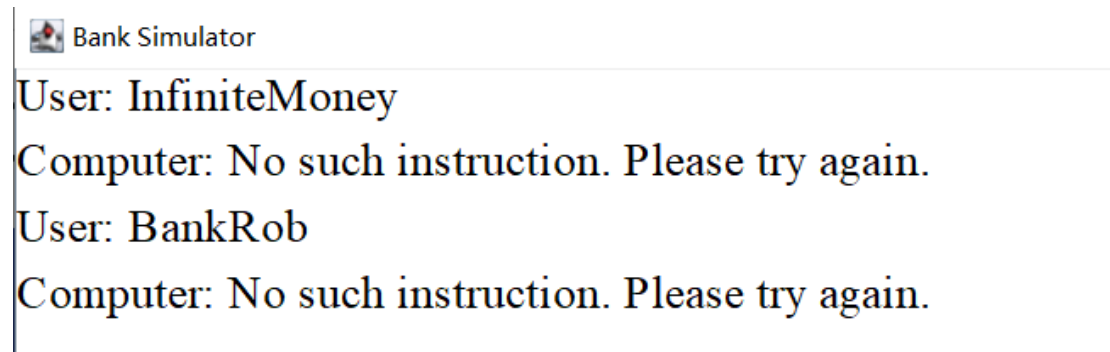 Bank Simulator
User: InfiniteMoney
Computer: No such instruction. Please try again.
User: BankRob
Computer: No such instruction. Please try again.